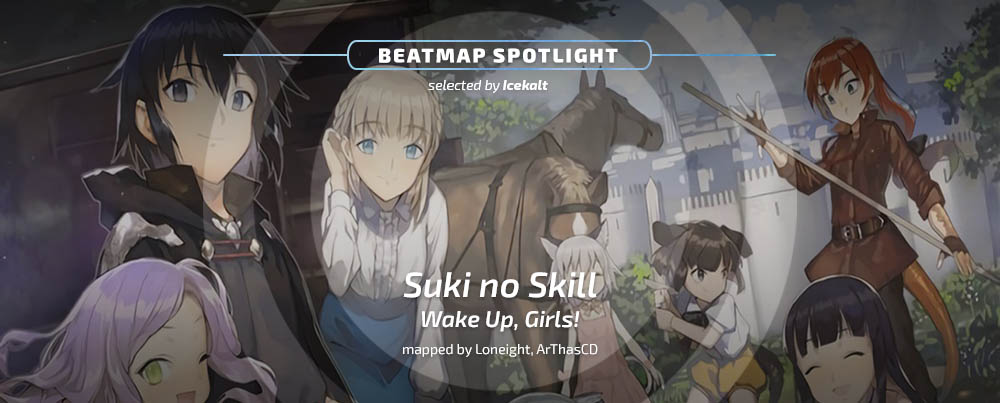 BEATMAP SPOTLIGHT
selected by Icekalt
Suki no Skill
Wake Up, Girls!
mapped by Loneight, ArThasCD